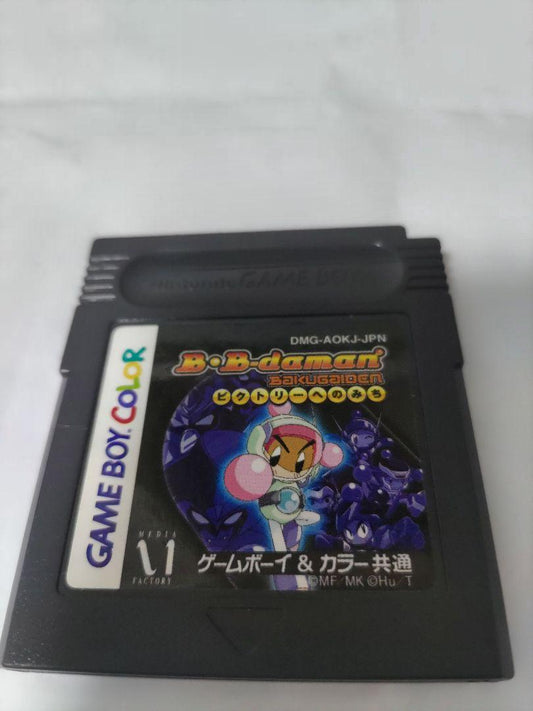 Nintendo GAME BOY
DMG-AOKJ-JPN
B·B-daman
BAKUGAIDEN
ビクトリーへのみち
GAME BOY COLOR
MEDIA
FACTORY
ゲームボーイ & カラー共通
©MF/MK ©Hu/T